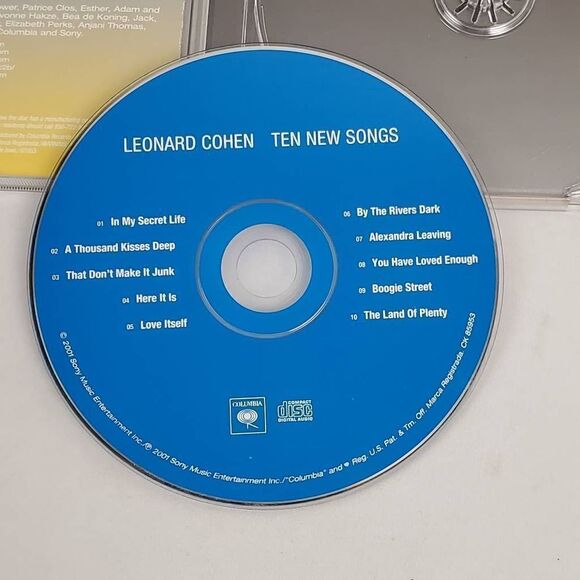 ower, Patrice Clos, Esther, Adam and
vonne Hakze, Bea de Koning, Jack,
, Elizabeth Perks, Anjani Thomas,
Columbia and Sony.
LEONARD COHEN TEN NEW SONGS
01 In My Secret Life
02 A Thousand Kisses Deep
03 That Don't Make It Junk
04 Here It Is
05 Love Itself
06 By The Rivers Dark
07 Alexandra Leaving
08 You Have Loved Enough
09 Boogie Street
10 The Land Of Plenty
COLUMBIA
COMPACT
disc
DIGITAL AUDIO
© 2001 Sony Music Entertainment Inc./℗ 2001 Sony Music Entertainment Inc./"Columbia" and Reg. U.S. Pat. & Tm. Off. Marca Registrada. CK 85953